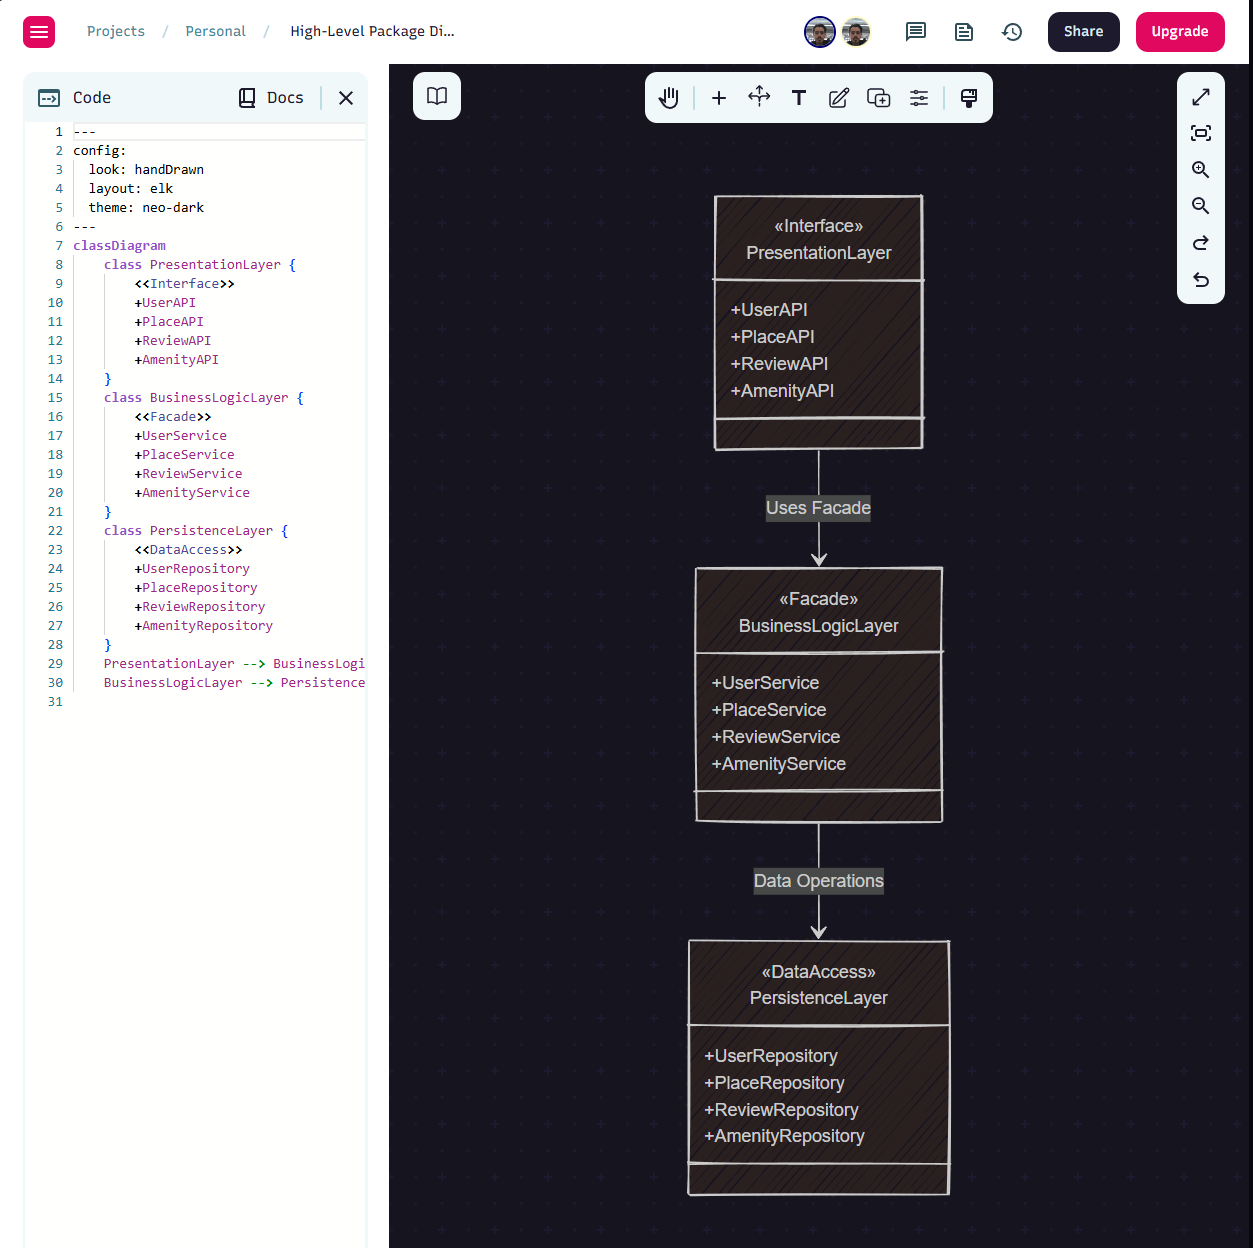 Projects / Personal / High-Level Package Di...
Share
Upgrade
Code
Docs
1 ---
2 config:
3   look: handDrawn
4   layout: elk
5   theme: neo-dark
6 ---
7 classDiagram
8     class PresentationLayer {
9         <<Interface>>
10         +UserAPI
11         +PlaceAPI
12         +ReviewAPI
13         +AmenityAPI
14     }
15     class BusinessLogicLayer {
16         <<Facade>>
17         +UserService
18         +PlaceService
19         +ReviewService
20         +AmenityService
21     }
22     class PersistenceLayer {
23         <<DataAccess>>
24         +UserRepository
25         +PlaceRepository
26         +ReviewRepository
27         +AmenityRepository
28     }
29     PresentationLayer --> BusinessLogi
30     BusinessLogicLayer --> Persistence
31
«Interface»
PresentationLayer
+UserAPI
+PlaceAPI
+ReviewAPI
+AmenityAPI
Uses Facade
«Facade»
BusinessLogicLayer
+UserService
+PlaceService
+ReviewService
+AmenityService
Data Operations
«DataAccess»
PersistenceLayer
+UserRepository
+PlaceRepository
+ReviewRepository
+AmenityRepository